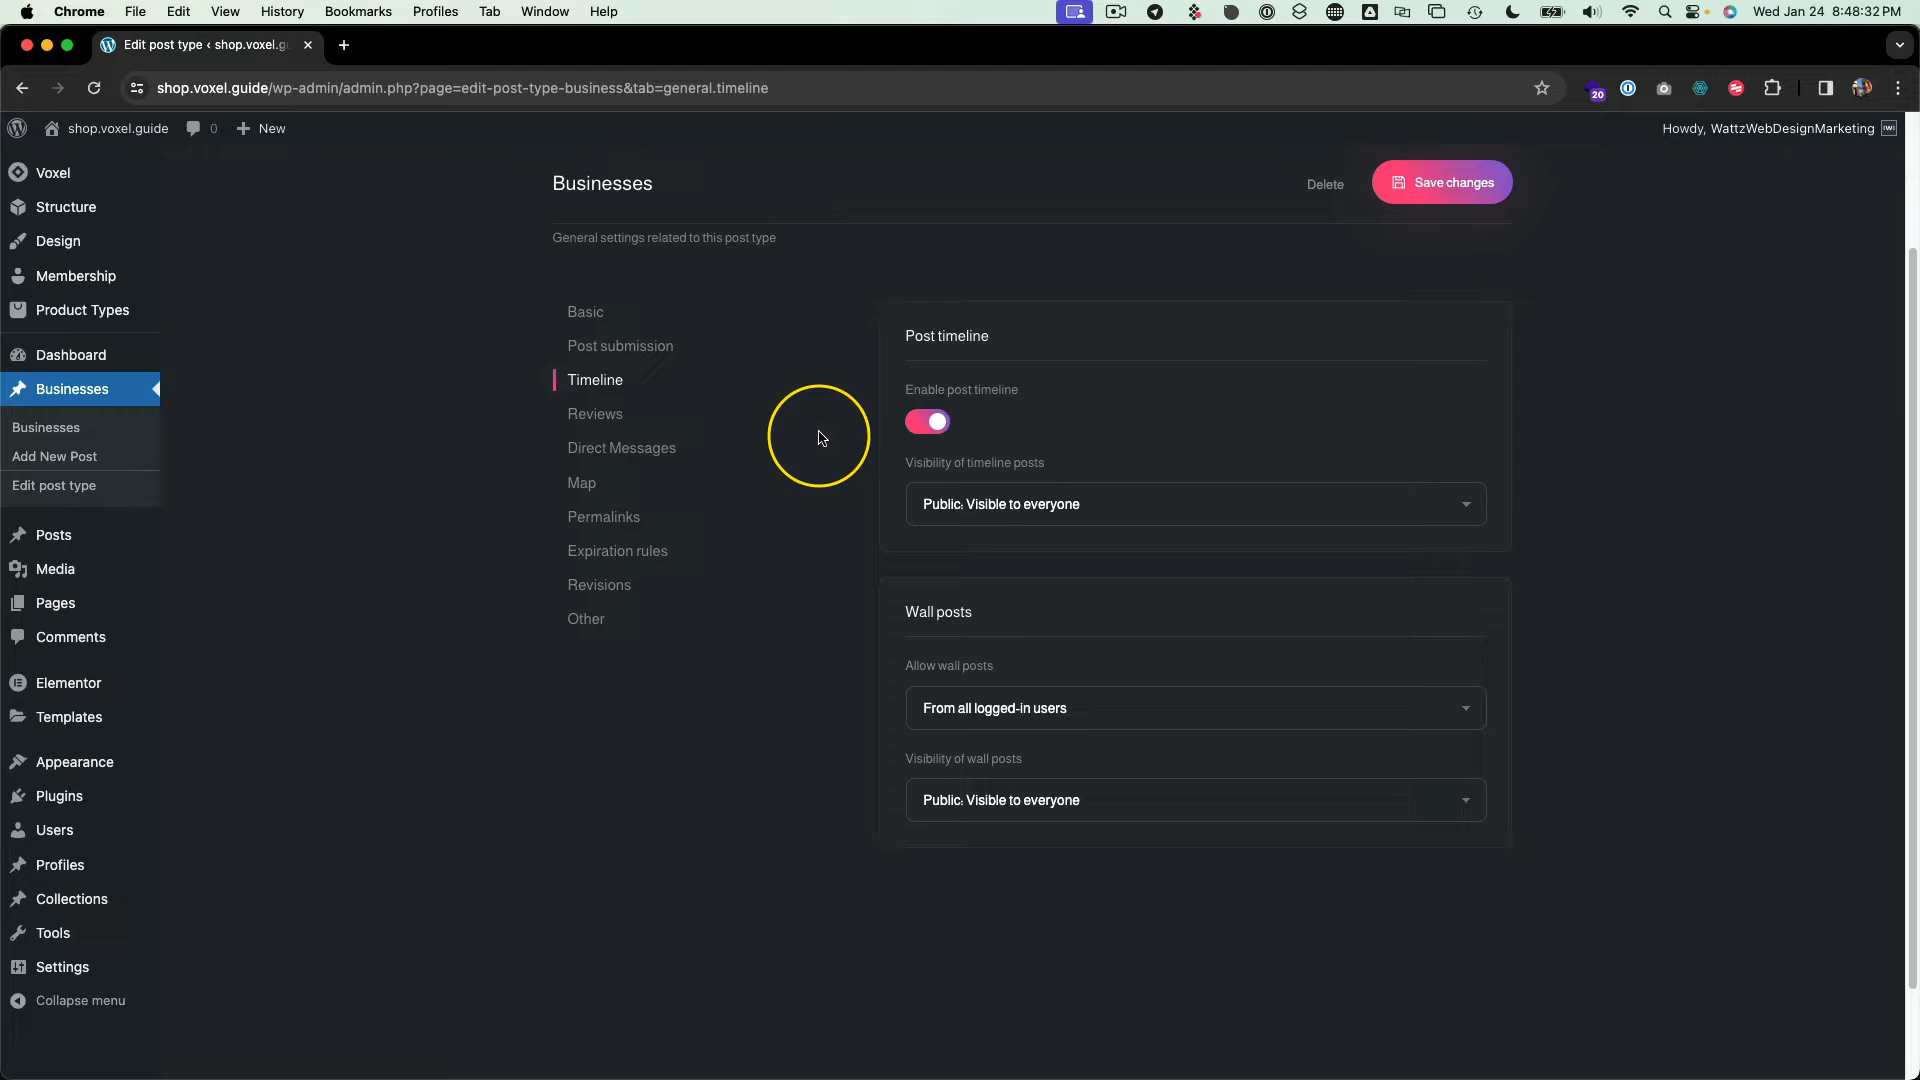 Chrome File Edit View History Bookmarks Profiles Tab Window Help Wed Jan 24 8:48:32 PM
Edit post type ‹ shop.voxel.gu
shop.voxel.guide/wp-admin/admin.php?page=edit-post-type-business&tab=general.timeline
20
shop.voxel.guide 0 New Howdy, WattzWebDesignMarketing
Voxel
Structure
Design
Membership
Product Types
Dashboard
Businesses
Businesses
Add New Post
Edit post type
Posts
Media
Pages
Comments
Elementor
Templates
Appearance
Plugins
Users
Profiles
Collections
Tools
Settings
Collapse menu
Businesses
Delete
Save changes
General settings related to this post type
Basic
Post submission
Timeline
Reviews
Direct Messages
Map
Permalinks
Expiration rules
Revisions
Other
Post timeline
Enable post timeline
Visibility of timeline posts
Public: Visible to everyone
Wall posts
Allow wall posts
From all logged-in users
Visibility of wall posts
Public: Visible to everyone